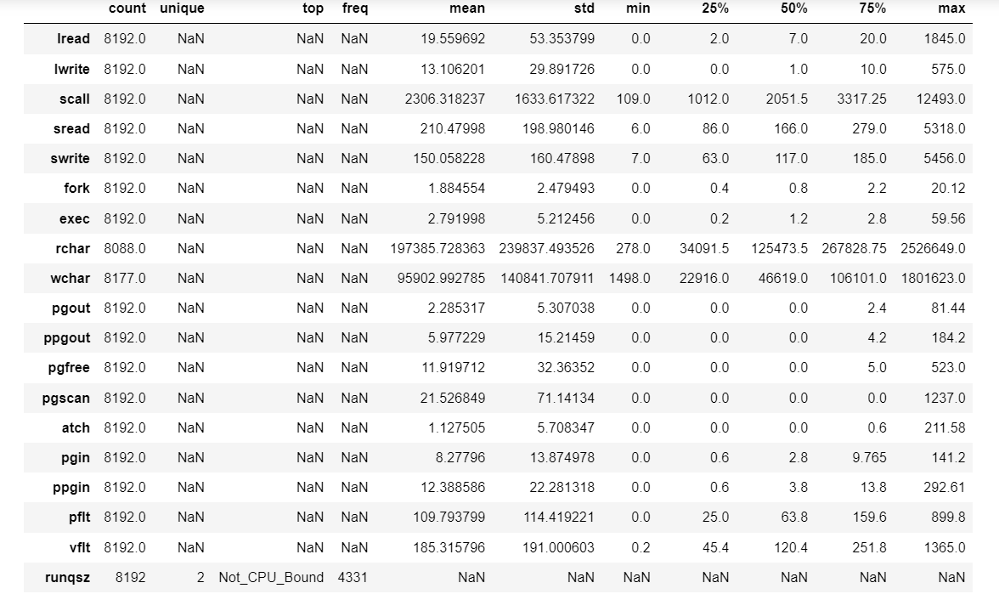 count unique top freq mean std min 25% 50% 75% max
lread 8192.0 NaN NaN NaN 19.559692 53.353799 0.0 2.0 7.0 20.0 1845.0
lwrite 8192.0 NaN NaN NaN 13.106201 29.891726 0.0 0.0 1.0 10.0 575.0
scall 8192.0 NaN NaN NaN 2306.318237 1633.617322 109.0 1012.0 2051.5 3317.25 12493.0
sread 8192.0 NaN NaN NaN 210.47998 198.980146 6.0 86.0 166.0 279.0 5318.0
swrite 8192.0 NaN NaN NaN 150.058228 160.47898 7.0 63.0 117.0 185.0 5456.0
fork 8192.0 NaN NaN NaN 1.884554 2.479493 0.0 0.4 0.8 2.2 20.12
exec 8192.0 NaN NaN NaN 2.791998 5.212456 0.0 0.2 1.2 2.8 59.56
rchar 8088.0 NaN NaN NaN 197385.728363 239837.493526 278.0 34091.5 125473.5 267828.75 2526649.0
wchar 8177.0 NaN NaN NaN 95902.992785 140841.707911 1498.0 22916.0 46619.0 106101.0 1801623.0
pgout 8192.0 NaN NaN NaN 2.285317 5.307038 0.0 0.0 0.0 2.4 81.44
ppgout 8192.0 NaN NaN NaN 5.977229 15.21459 0.0 0.0 0.0 4.2 184.2
pgfree 8192.0 NaN NaN NaN 11.919712 32.36352 0.0 0.0 0.0 5.0 523.0
pgscan 8192.0 NaN NaN NaN 21.526849 71.14134 0.0 0.0 0.0 0.0 1237.0
atch 8192.0 NaN NaN NaN 1.127505 5.708347 0.0 0.0 0.0 0.6 211.58
pgin 8192.0 NaN NaN NaN 8.27796 13.874978 0.0 0.6 2.8 9.765 141.2
ppgin 8192.0 NaN NaN NaN 12.388586 22.281318 0.0 0.6 3.8 13.8 292.61
pflt 8192.0 NaN NaN NaN 109.793799 114.419221 0.0 25.0 63.8 159.6 899.8
vflt 8192.0 NaN NaN NaN 185.315796 191.000603 0.2 45.4 120.4 251.8 1365.0
runqsz 8192 2 Not_CPU_Bound 4331 NaN NaN NaN NaN NaN NaN NaN